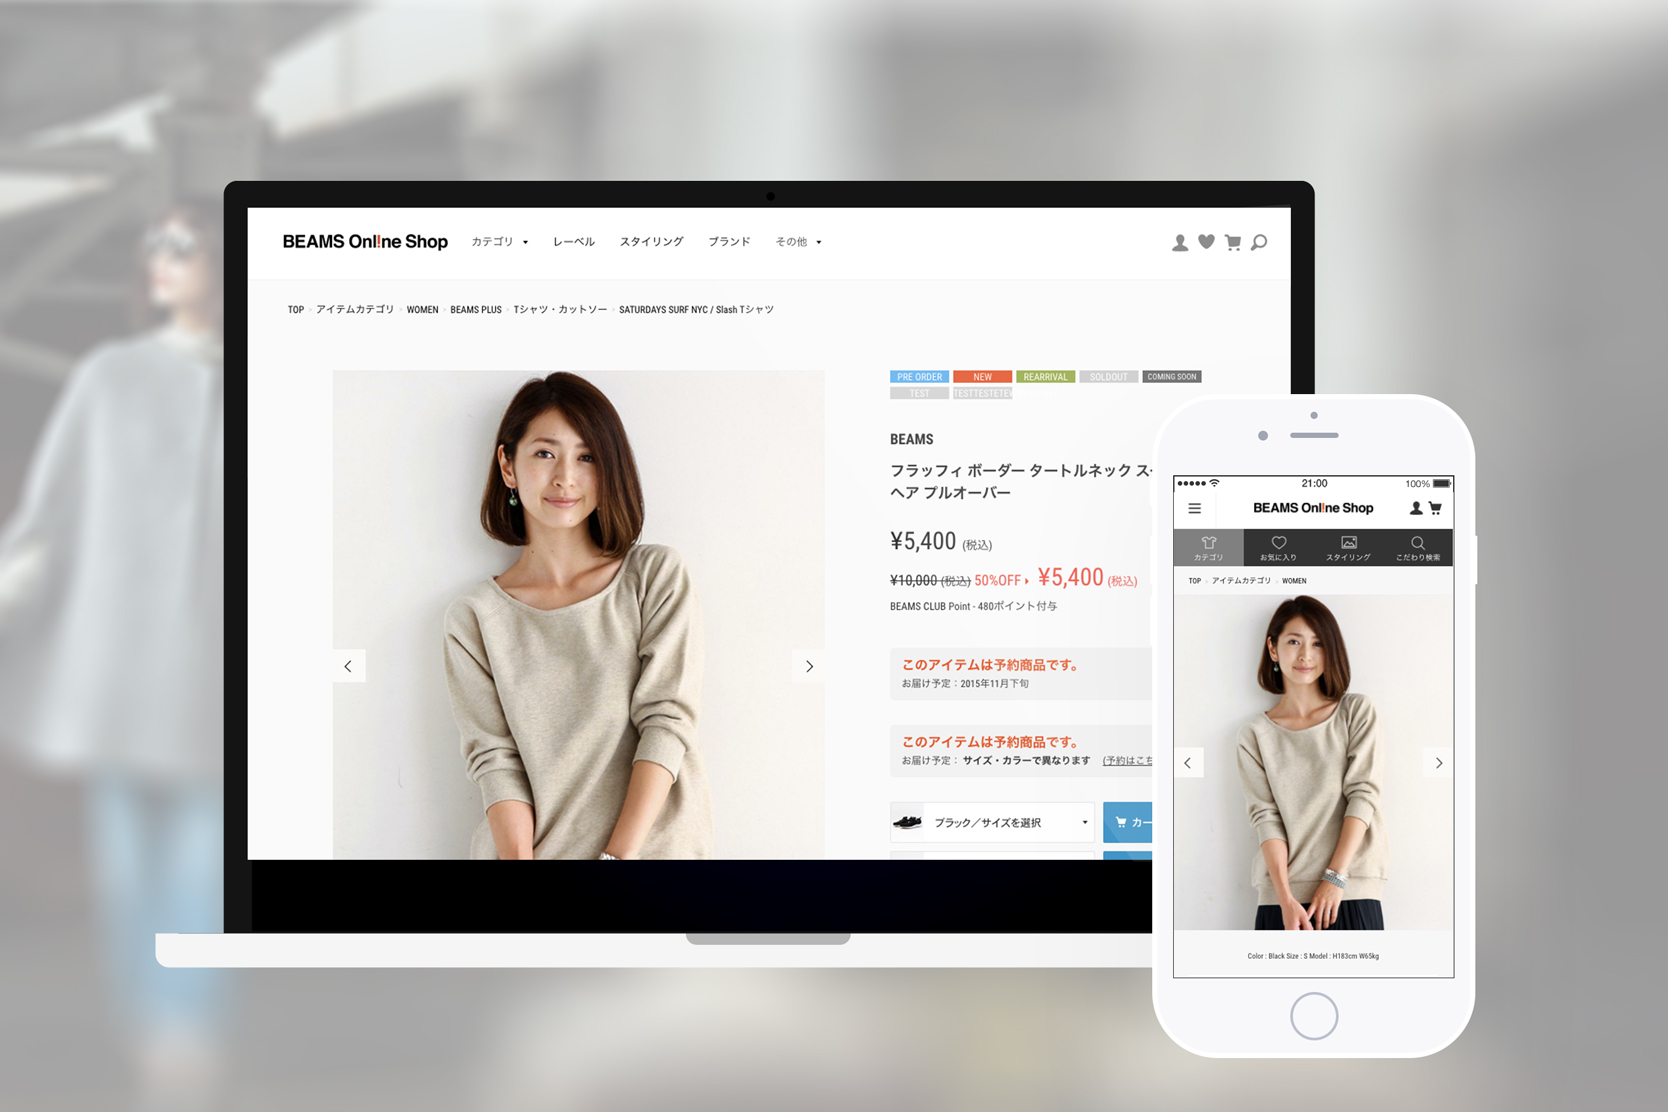 BEAMS Onl!ne Shop
カテゴリ ▼ レーベル スタイリング ブランド その他 ▼
TOP > アイテムカテゴリ > WOMEN > BEAMS PLUS > Tシャツ・カットソー > SATURDAYS SURF NYC / Slash Tシャツ
PRE ORDER NEW REARRIVAL SOLDOUT COMING SOON
TEST TESTTESTETE
BEAMS
フラッフィ ボーダー タートルネック ス
ヘア プルオーバー
¥5,400 (税込)
¥10,000 (税込) 50%OFF ¥5,400 (税込)
BEAMS CLUB Point - 480ポイント付与
このアイテムは予約商品です。
お届け予定：2015年11月下旬
このアイテムは予約商品です。
お届け予定： サイズ・カラーで異なります (予約はこち
ブラック／サイズを選択 ▼ カー
21:00 100%
BEAMS Onl!ne Shop
カテゴリ お気に入り スタイリング こだわり検索
TOP > アイテムカテゴリ > WOMEN
Color : Black Size : S Model : H183cm W65kg